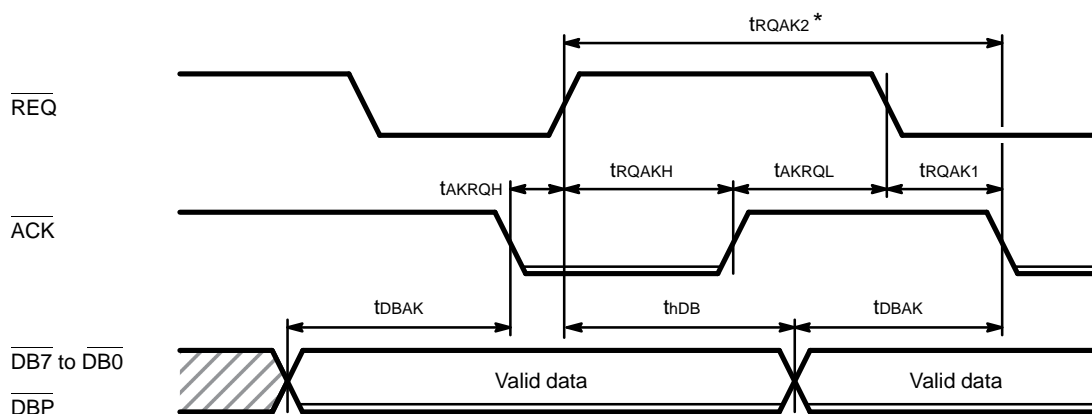 tRQAK2*
REQ
tAKRQH tRQAKH tAKRQL tRQAK1
ACK
tDBAK thDB tDBAK
DB7 to DB0 Valid data Valid data
DBP